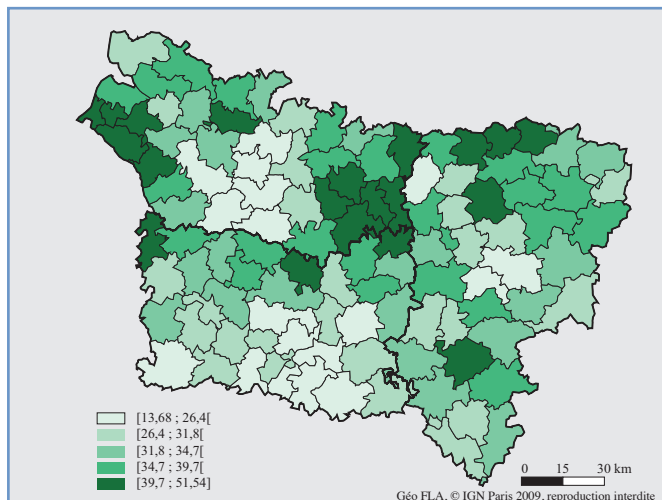 [13,68 ; 26,4[
[26,4 ; 31,8[
[31,8 ; 34,7[
[34,7 ; 39,7[
[39,7 ; 51,54]
0 15 30 km
Géo FLA, © IGN Paris 2009, reproduction interdite